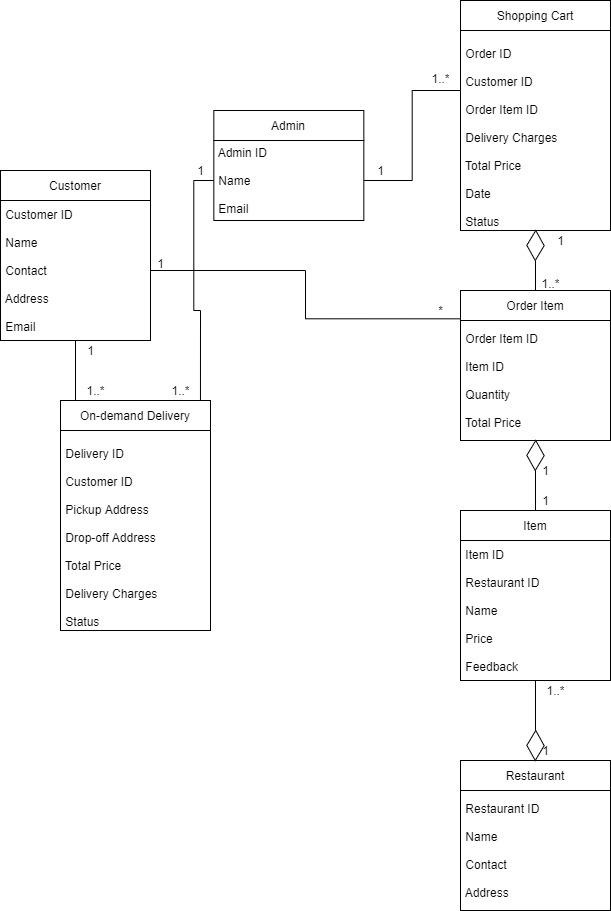 Shopping Cart
Order ID
Customer ID
Order Item ID
Delivery Charges
Total Price
Date
Status
1..*
1
Admin
Admin ID
Name
Email
1
1
Customer
Customer ID
Name
Contact
Address
Email
1
1
*
1..*
Order Item
Order Item ID
Item ID
Quantity
Total Price
1..*
1..*
On-demand Delivery
Delivery ID
Customer ID
Pickup Address
Drop-off Address
Total Price
Delivery Charges
Status
1
1
Item
Item ID
Restaurant ID
Name
Price
Feedback
1..*
1
Restaurant
Restaurant ID
Name
Contact
Address